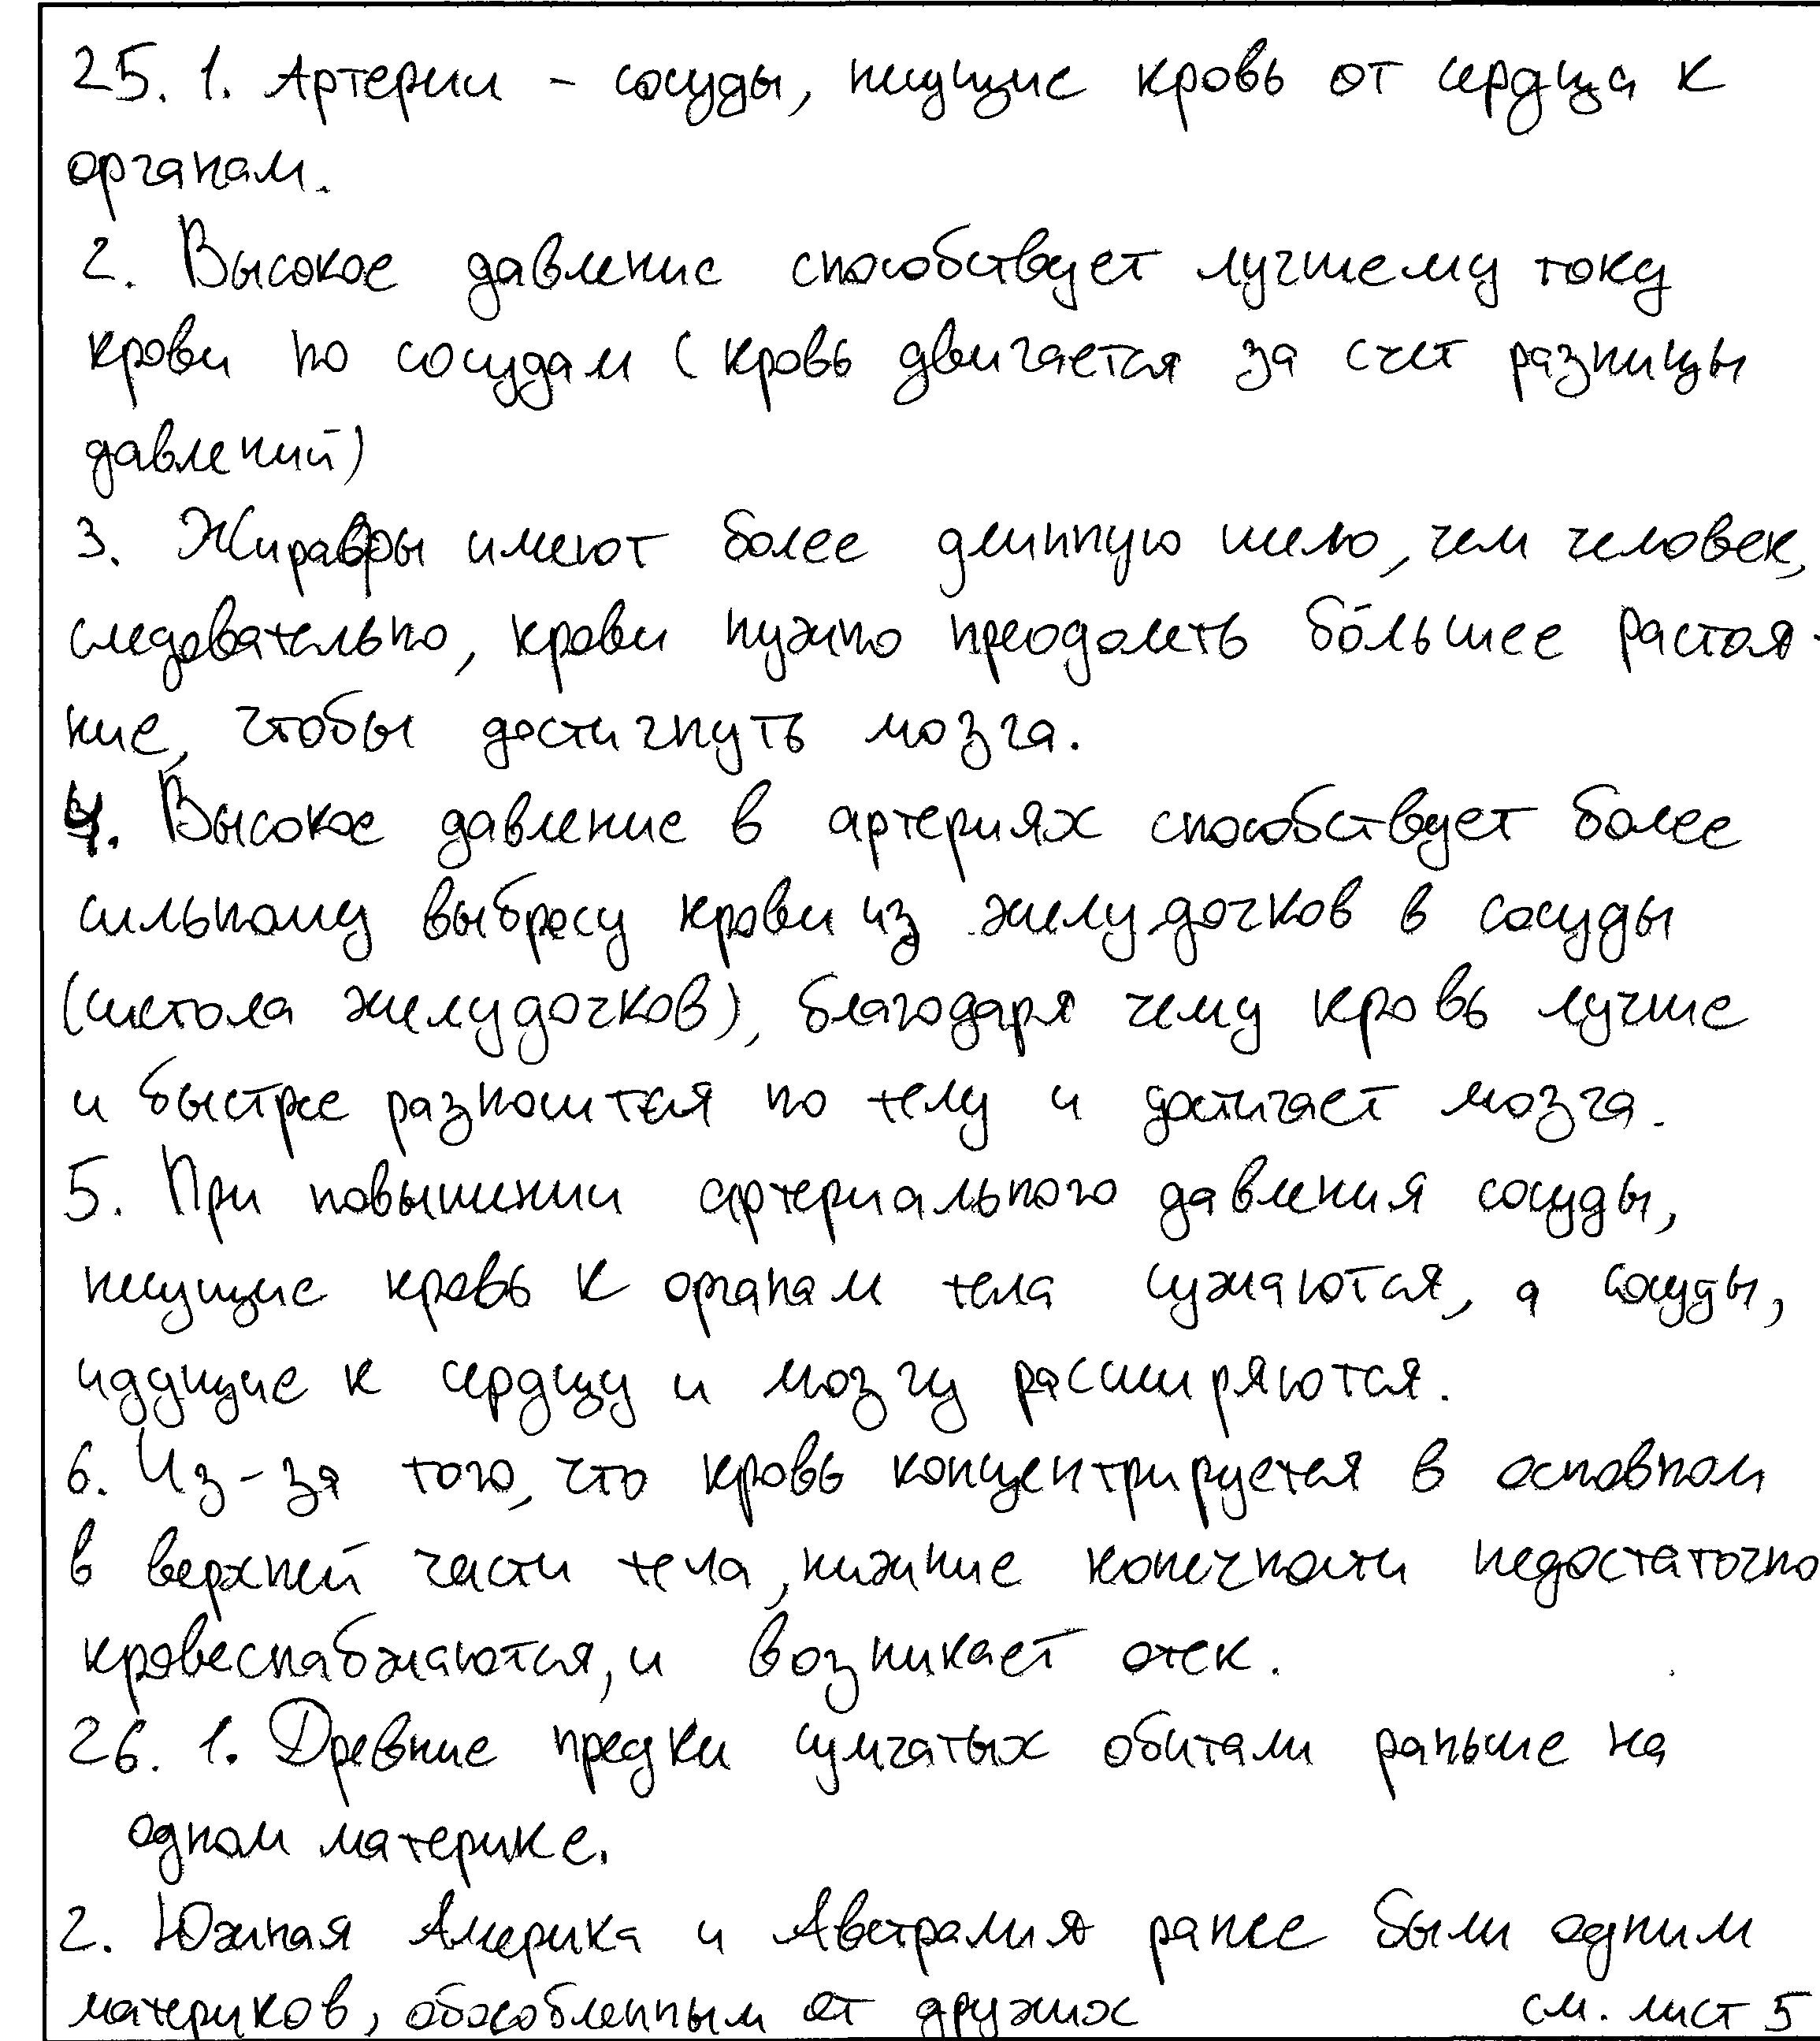 25. 1. Артерии - сосуды, несущие кровь от сердца к
органам.
2. Высокое давление способствует лучшему току
крови по сосудам (кровь двигается за счет разницы
давлений)
3. Жирафы имеют более длинную шею, чем человек,
следовательно, крови нужно преодолеть бо́льшее растоя-
ние, чтобы достигнуть мозга.
4. Высокое давление в артериях способствует более
сильному выбросу крови из желудочков в сосуды
(систола желудочков), благодаря чему кровь лучше
и быстрее разносится по телу и достигает мозга.
5. При повышении артериального давления сосуды,
несущие кровь к органам тела сужаются, а сосуды,
идущие к сердцу и мозгу расширяются.
6. Из-за того, что кровь концентрируется в основном
в верхней части тела, нижние конечности недостаточно
кровеснабжаются, и возникает отек.
26. 1. Древние предки сумчатых обитали раньше на
одном материке.
2. Южная Америка и Австралия ранее были одним
материков, обособленным от дружих
см. лист 5